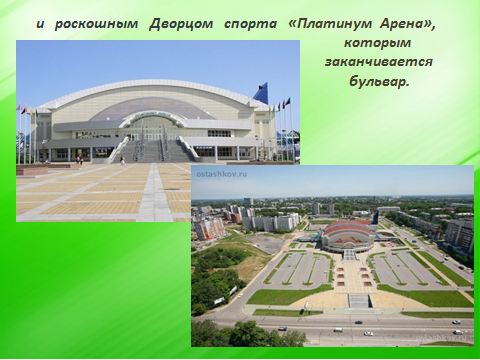 и роскошным Дворцом спорта «Платинум Арена»,
которым
заканчивается
бульвар.
ostashkov.ru